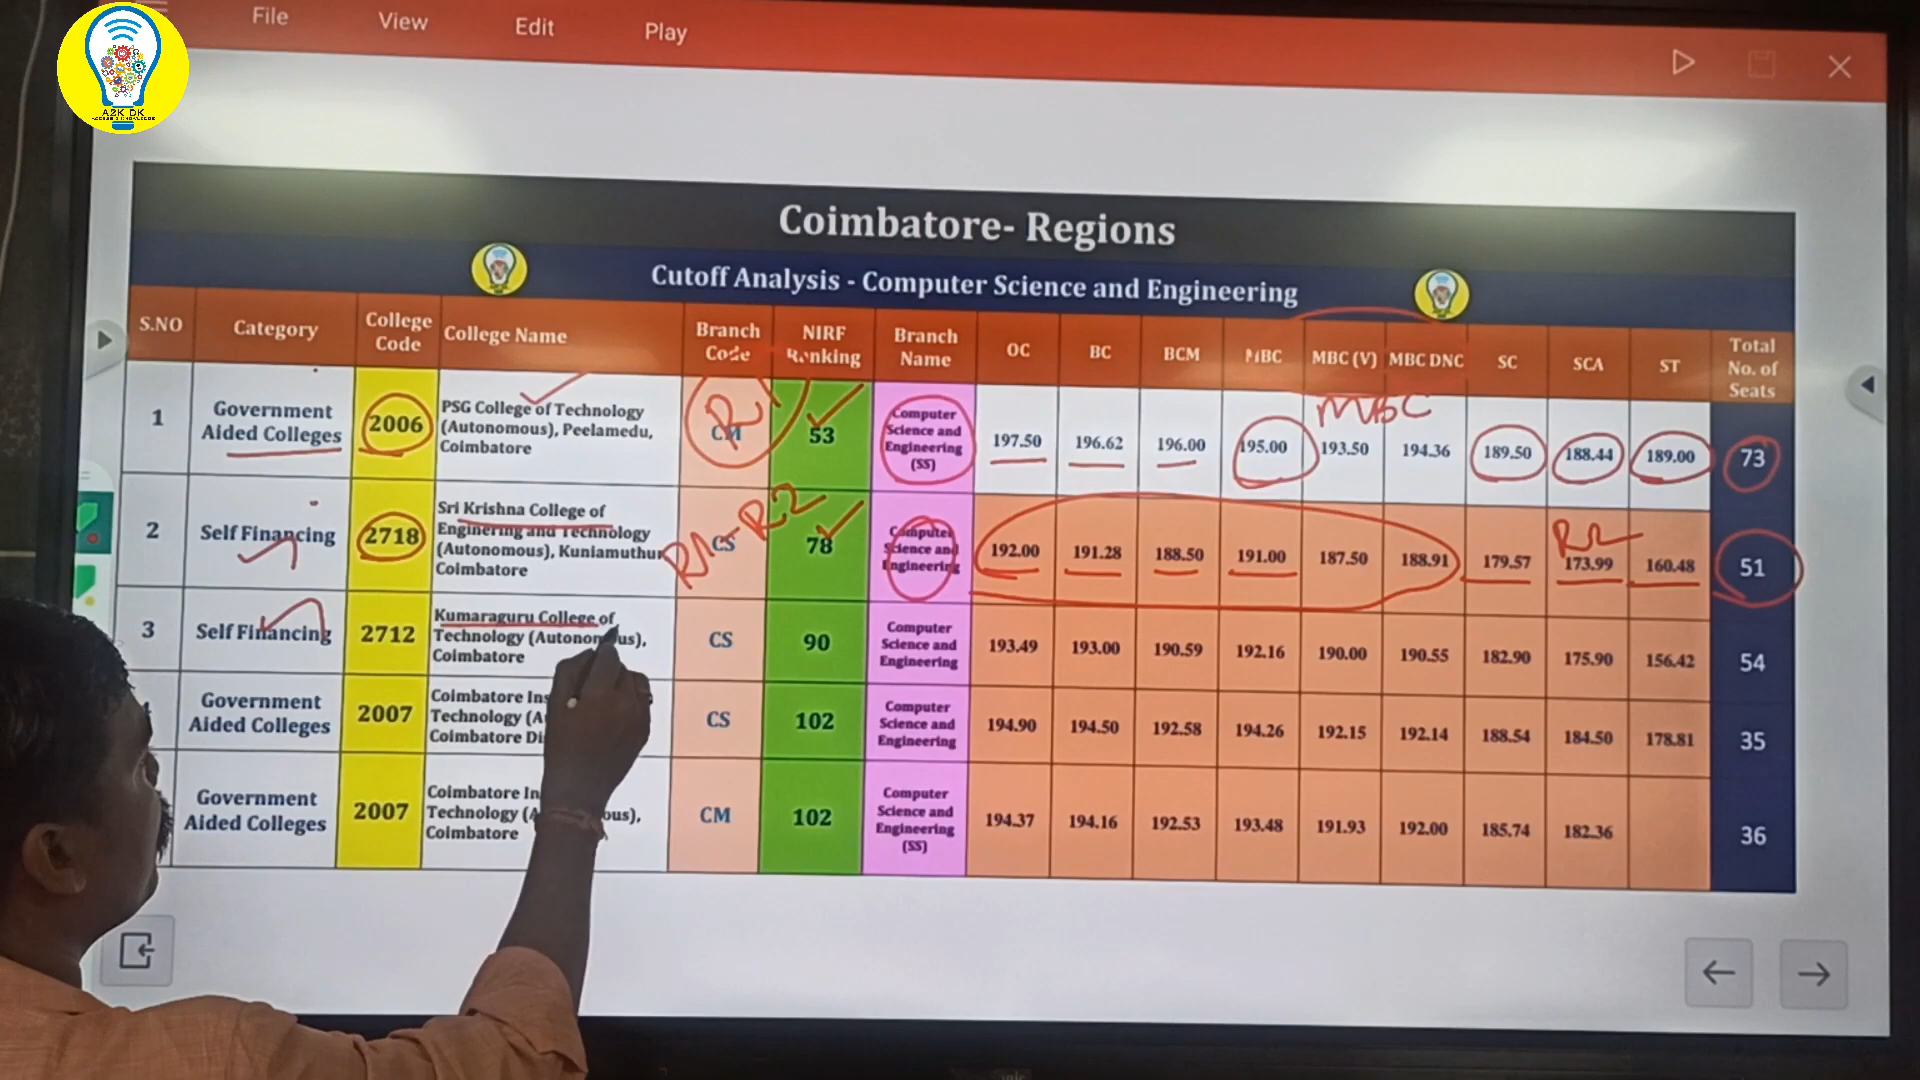 File View Edit Play
A2K DK
Coimbatore- Regions
Cutoff Analysis - Computer Science and Engineering
S.NO Category College Code College Name Branch Code NIRF Ranking Branch Name OC BC BCM MBC MBC (V) MBC DNC SC SCA ST Total No. of Seats
MBC
R1
1 Government Aided Colleges 2006 PSG College of Technology (Autonomous), Peelamedu, Coimbatore CM 53 Computer Science and Engineering (SS) 197.50 196.62 196.00 195.00 193.50 194.36 189.50 188.44 189.00 73
R1-R2
R2
2 Self Financing 2718 Sri Krishna College of Enginering and Technology (Autonomous), Kuniamuthur Coimbatore CS 78 Computer Science and Engineering 192.00 191.28 188.50 191.00 187.50 188.91 179.57 173.99 160.48 51
3 Self Financing 2712 Kumaraguru College of Technology (Autonomous), Coimbatore CS 90 Computer Science and Engineering 193.49 193.00 190.59 192.16 190.00 190.55 182.90 175.90 156.42 54
Government Aided Colleges 2007 Coimbatore Technology Coimbatore CS 102 Computer Science and Engineering 194.90 194.50 192.58 194.26 192.15 192.14 188.54 184.50 178.81 35
Government Aided Colleges 2007 Coimbatore Technology Coimbatore CM 102 Computer Science and Engineering (SS) 194.37 194.16 192.53 193.48 191.93 192.00 185.74 182.36 36